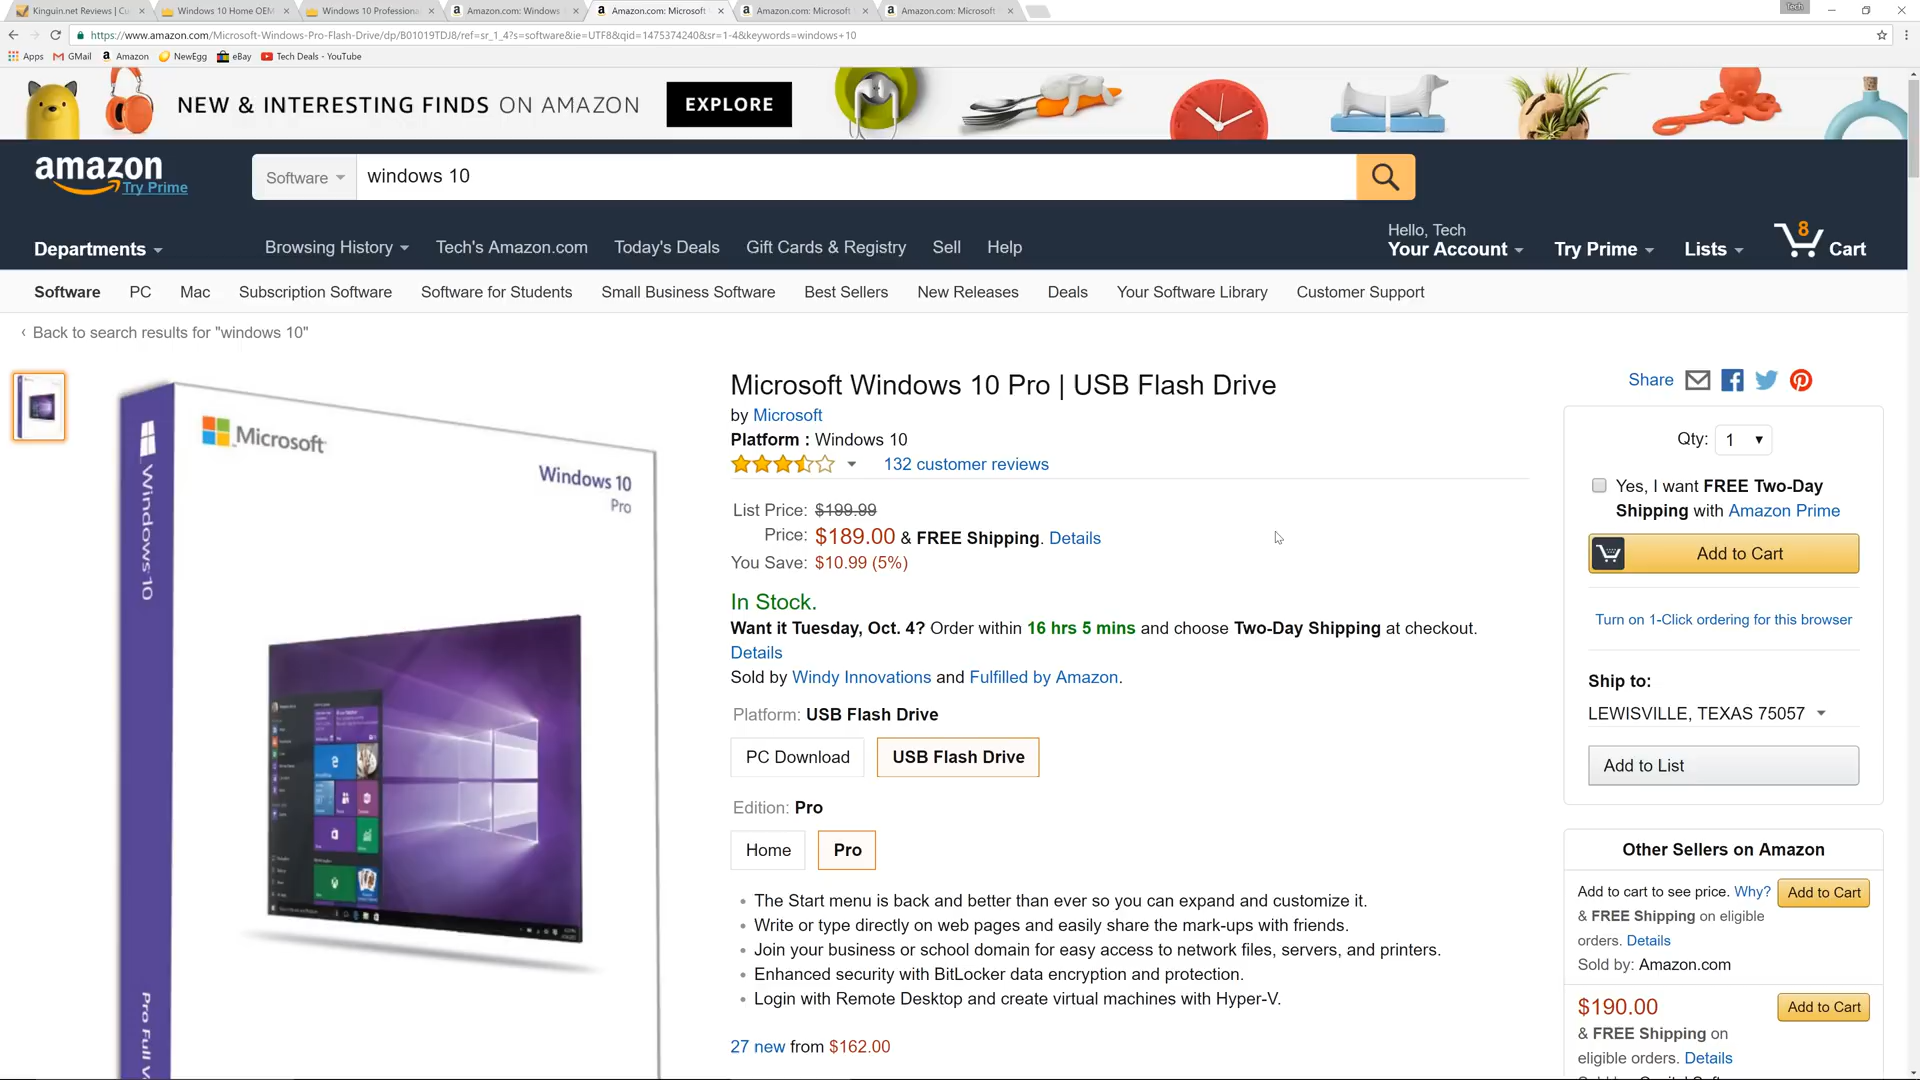 Kinguin.net Reviews | Cu
Windows 10 Home OEM
Windows 10 Professiona
Amazon.com: Windows
Amazon.com: Microsoft
Amazon.com: Microsoft
Amazon.com: Microsoft
Tech
https://www.amazon.com/Microsoft-Windows-Pro-Flash-Drive/dp/B01019TDJ8/ref=sr_1_4?s=software&ie=UTF8&qid=1475374240&sr=1-4&keywords=windows+10
Apps GMail Amazon NewEgg eBay Tech Deals - YouTube
NEW & INTERESTING FINDS ON AMAZON EXPLORE
amazon
Try Prime
Software windows 10
Hello, Tech
Departments Browsing History Tech's Amazon.com Today's Deals Gift Cards & Registry Sell Help Your Account Try Prime Lists 8 Cart
Software PC Mac Subscription Software Software for Students Small Business Software Best Sellers New Releases Deals Your Software Library Customer Support
‹ Back to search results for "windows 10"
Microsoft
Windows 10
Pro
Windows 10
Microsoft Windows 10 Pro | USB Flash Drive
by Microsoft
Platform : Windows 10
132 customer reviews
List Price: $199.99
Price: $189.00 & FREE Shipping. Details
You Save: $10.99 (5%)
In Stock.
Want it Tuesday, Oct. 4? Order within 16 hrs 5 mins and choose Two-Day Shipping at checkout.
Details
Sold by Windy Innovations and Fulfilled by Amazon.
Platform: USB Flash Drive
PC Download USB Flash Drive
Edition: Pro
Home Pro
• The Start menu is back and better than ever so you can expand and customize it.
• Write or type directly on web pages and easily share the mark-ups with friends.
• Join your business or school domain for easy access to network files, servers, and printers.
• Enhanced security with BitLocker data encryption and protection.
• Login with Remote Desktop and create virtual machines with Hyper-V.
27 new from $162.00
Share
Qty: 1
Yes, I want FREE Two-Day
Shipping with Amazon Prime
Add to Cart
Turn on 1-Click ordering for this browser
Ship to:
LEWISVILLE, TEXAS 75057
Add to List
Other Sellers on Amazon
Add to cart to see price. Why? Add to Cart
& FREE Shipping on eligible
orders. Details
Sold by: Amazon.com
$190.00 Add to Cart
& FREE Shipping on
eligible orders. Details
Pro Full